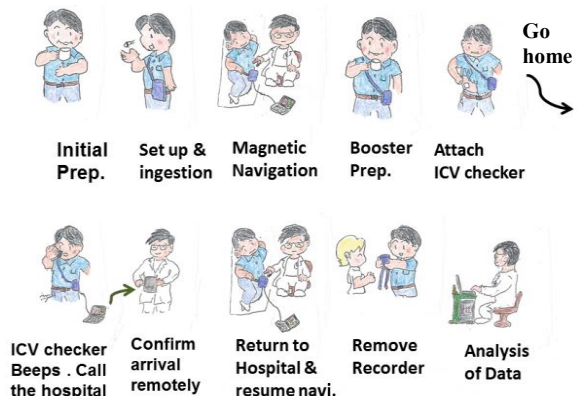 Go
home
Initial
Prep.
Set up &
ingestion
Magnetic
Navigation
Booster
Prep.
Attach
ICV checker
ICV checker
Beeps . Call
the hospital
Confirm
arrival
remotely
Return to
Hospital &
resume navi.
Remove
Recorder
Analysis
of Data